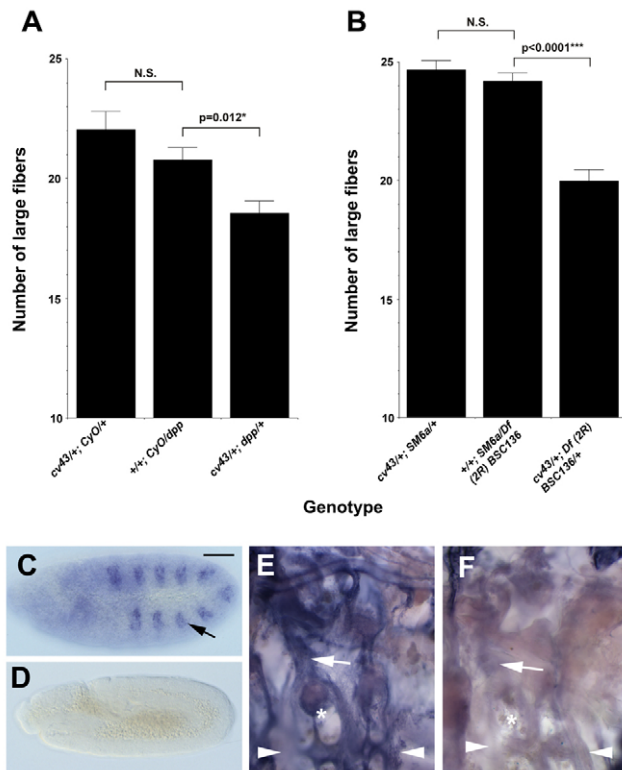 A
Number of large fibers
25
20
15
10
N.S.
p=0.012*
cv43/+; CyO/+
+/+; CyO/dpp
cv43/+; dpp/+
B
Number of large fibers
25
20
15
10
N.S.
p<0.0001***
cv43/+; SM6a/+
+/+; SM6a/Df
(2R) BSC136
cv43/+; Df (2R)
BSC136/+
Genotype
C
D
E
*
F
*